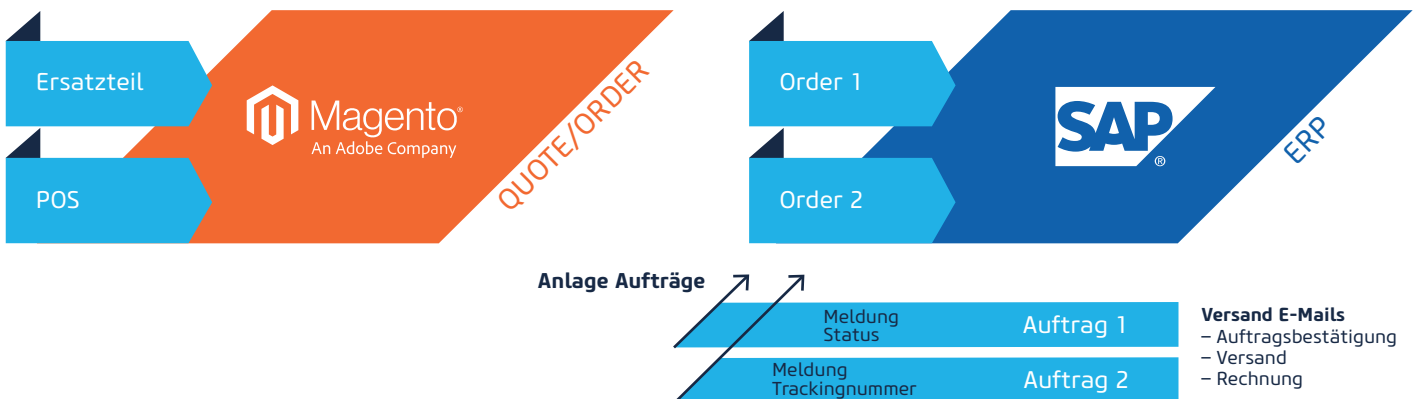 Ersatzteil
POS
Magento®
An Adobe Company
QUOTE/ORDER
Order 1
Order 2
SAP®
ERP
Anlage Aufträge
Meldung
Status
Auftrag 1
Meldung
Trackingnummer
Auftrag 2
Versand E-Mails
– Auftragsbestätigung
– Versand
– Rechnung